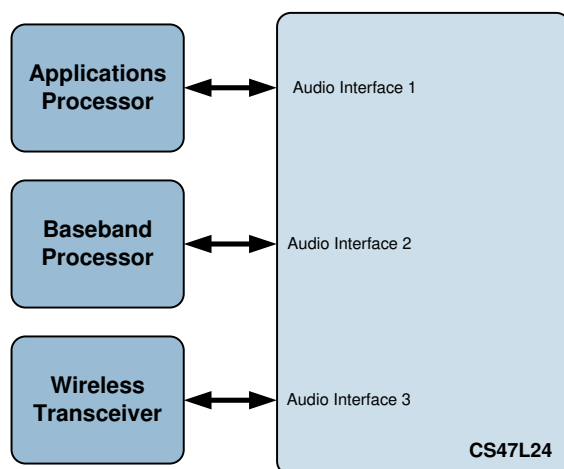 Applications
Processor
Audio Interface 1
Baseband
Processor
Audio Interface 2
Wireless
Transceiver
Audio Interface 3
CS47L24